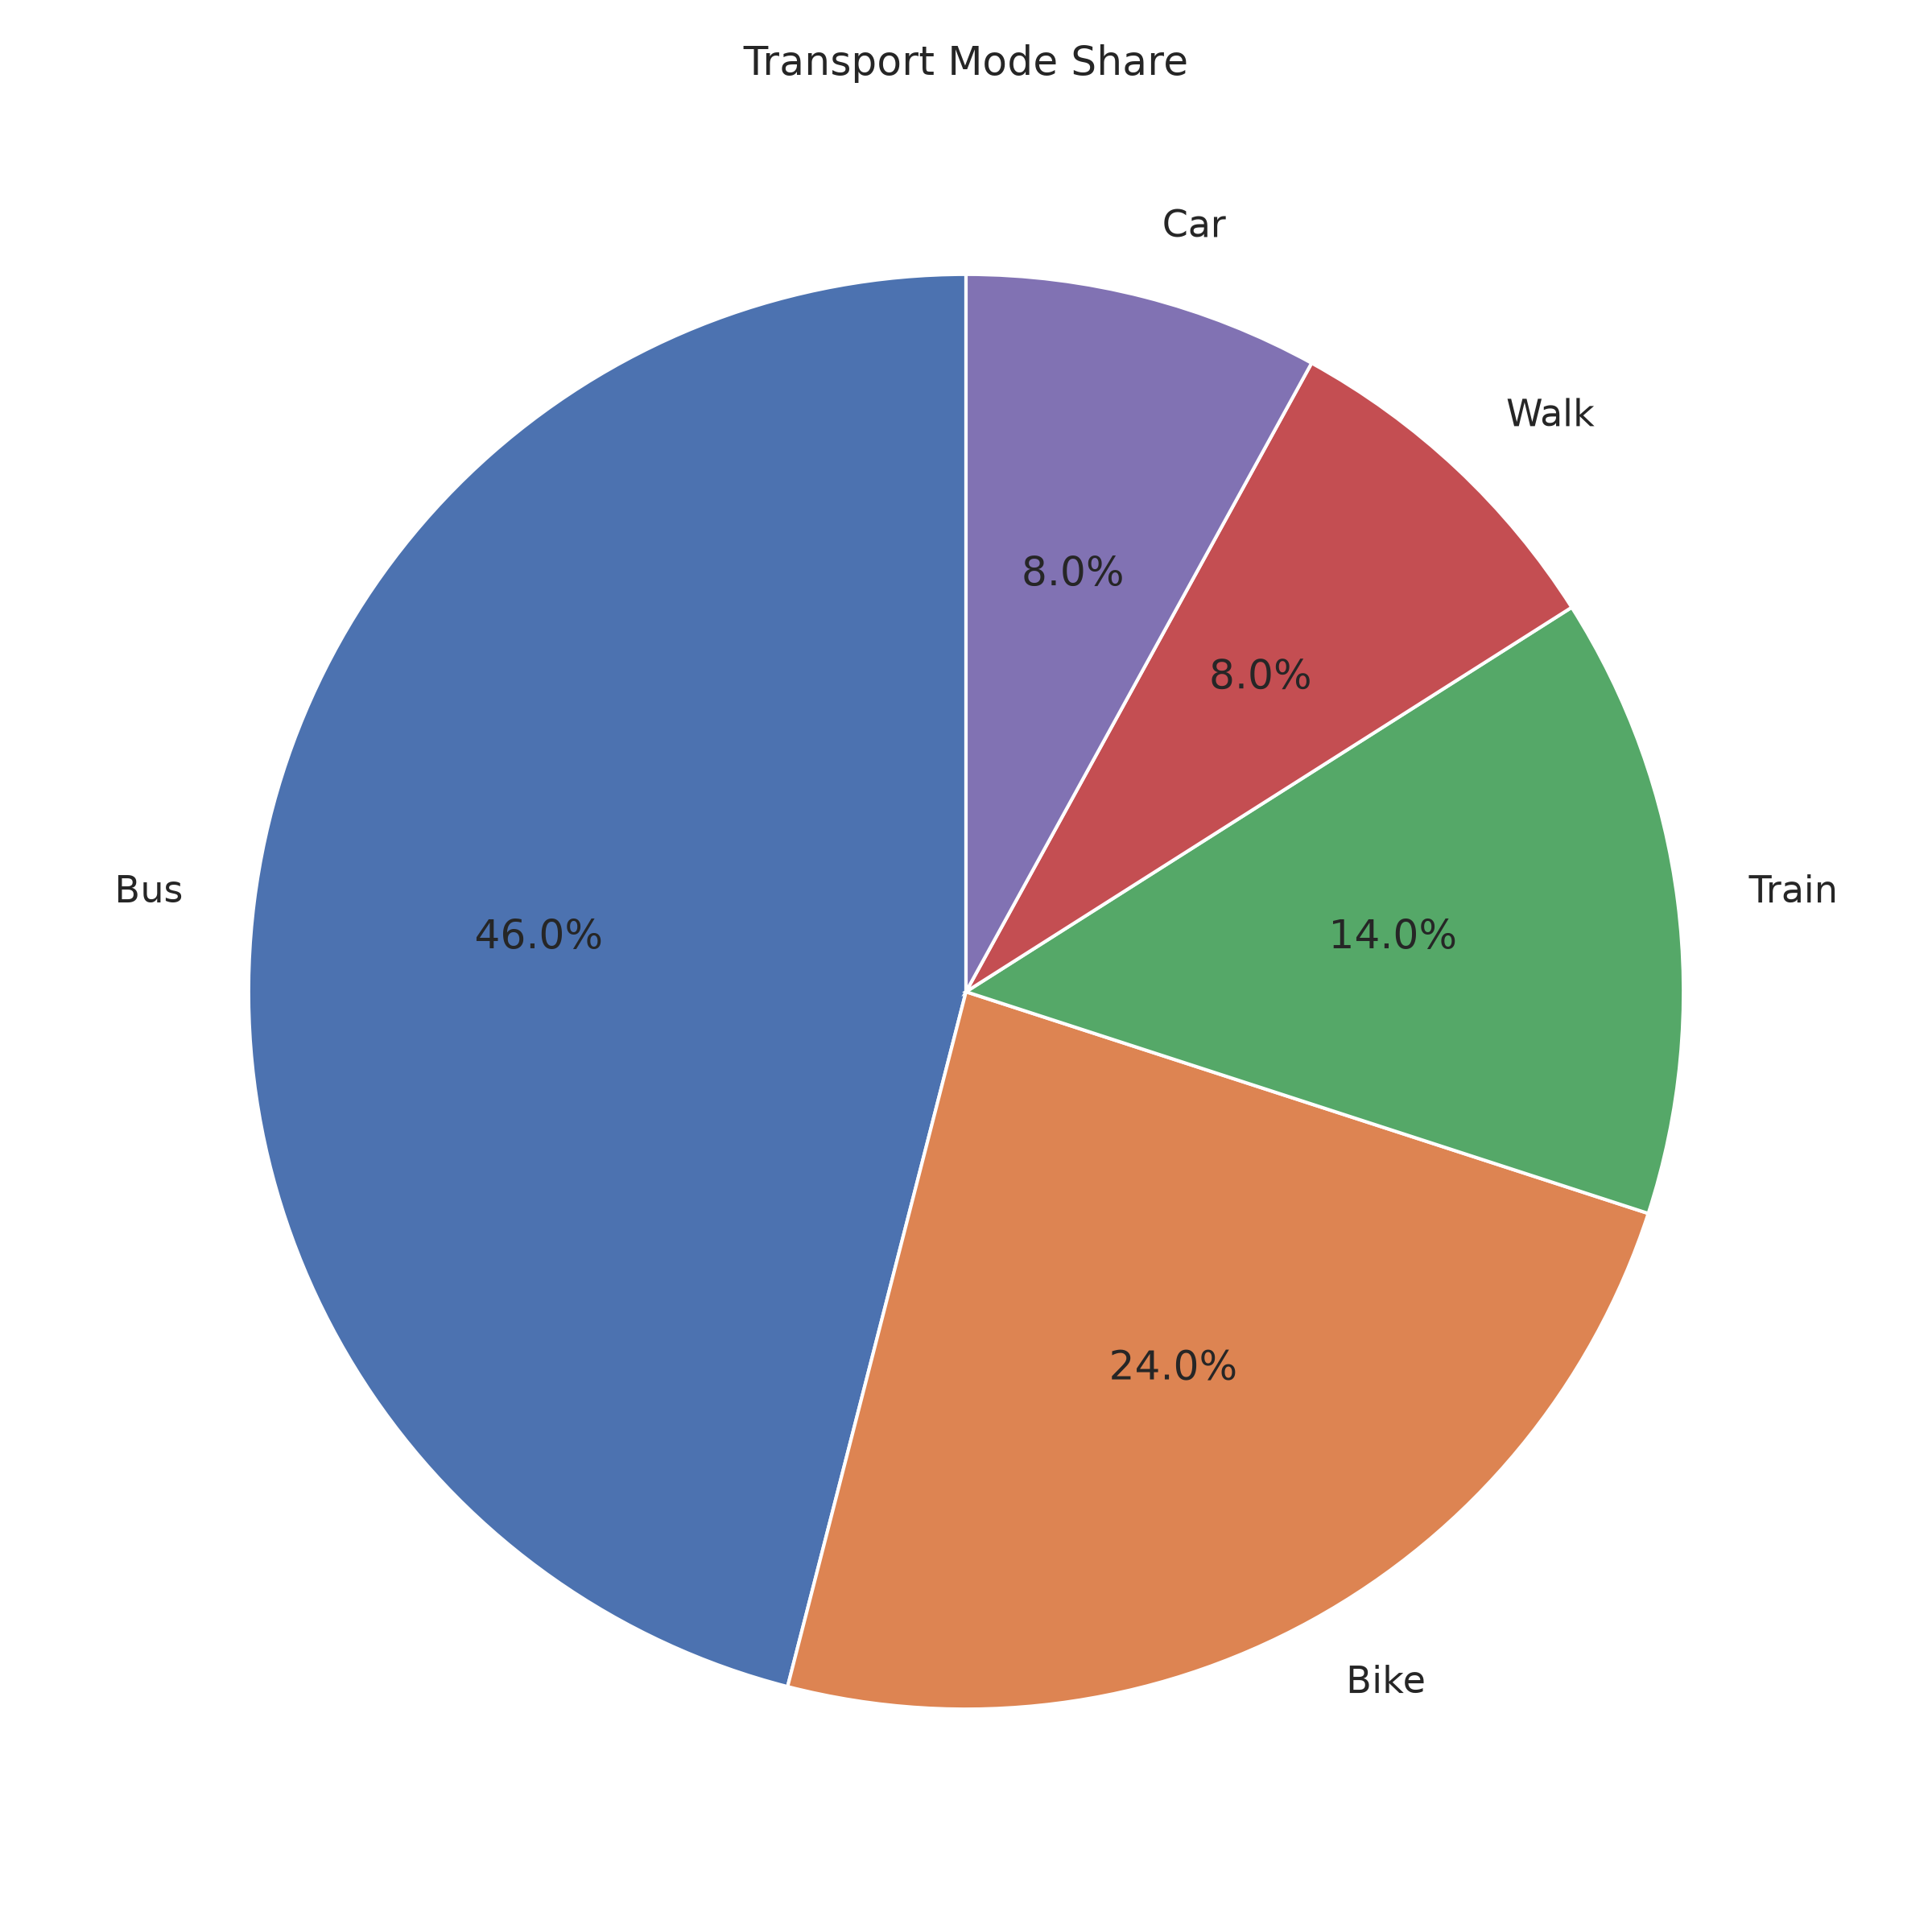 Transport Mode Share
Car
Walk
8.0%
8.0%
Bus
Train
46.0%
14.0%
24.0%
Bike